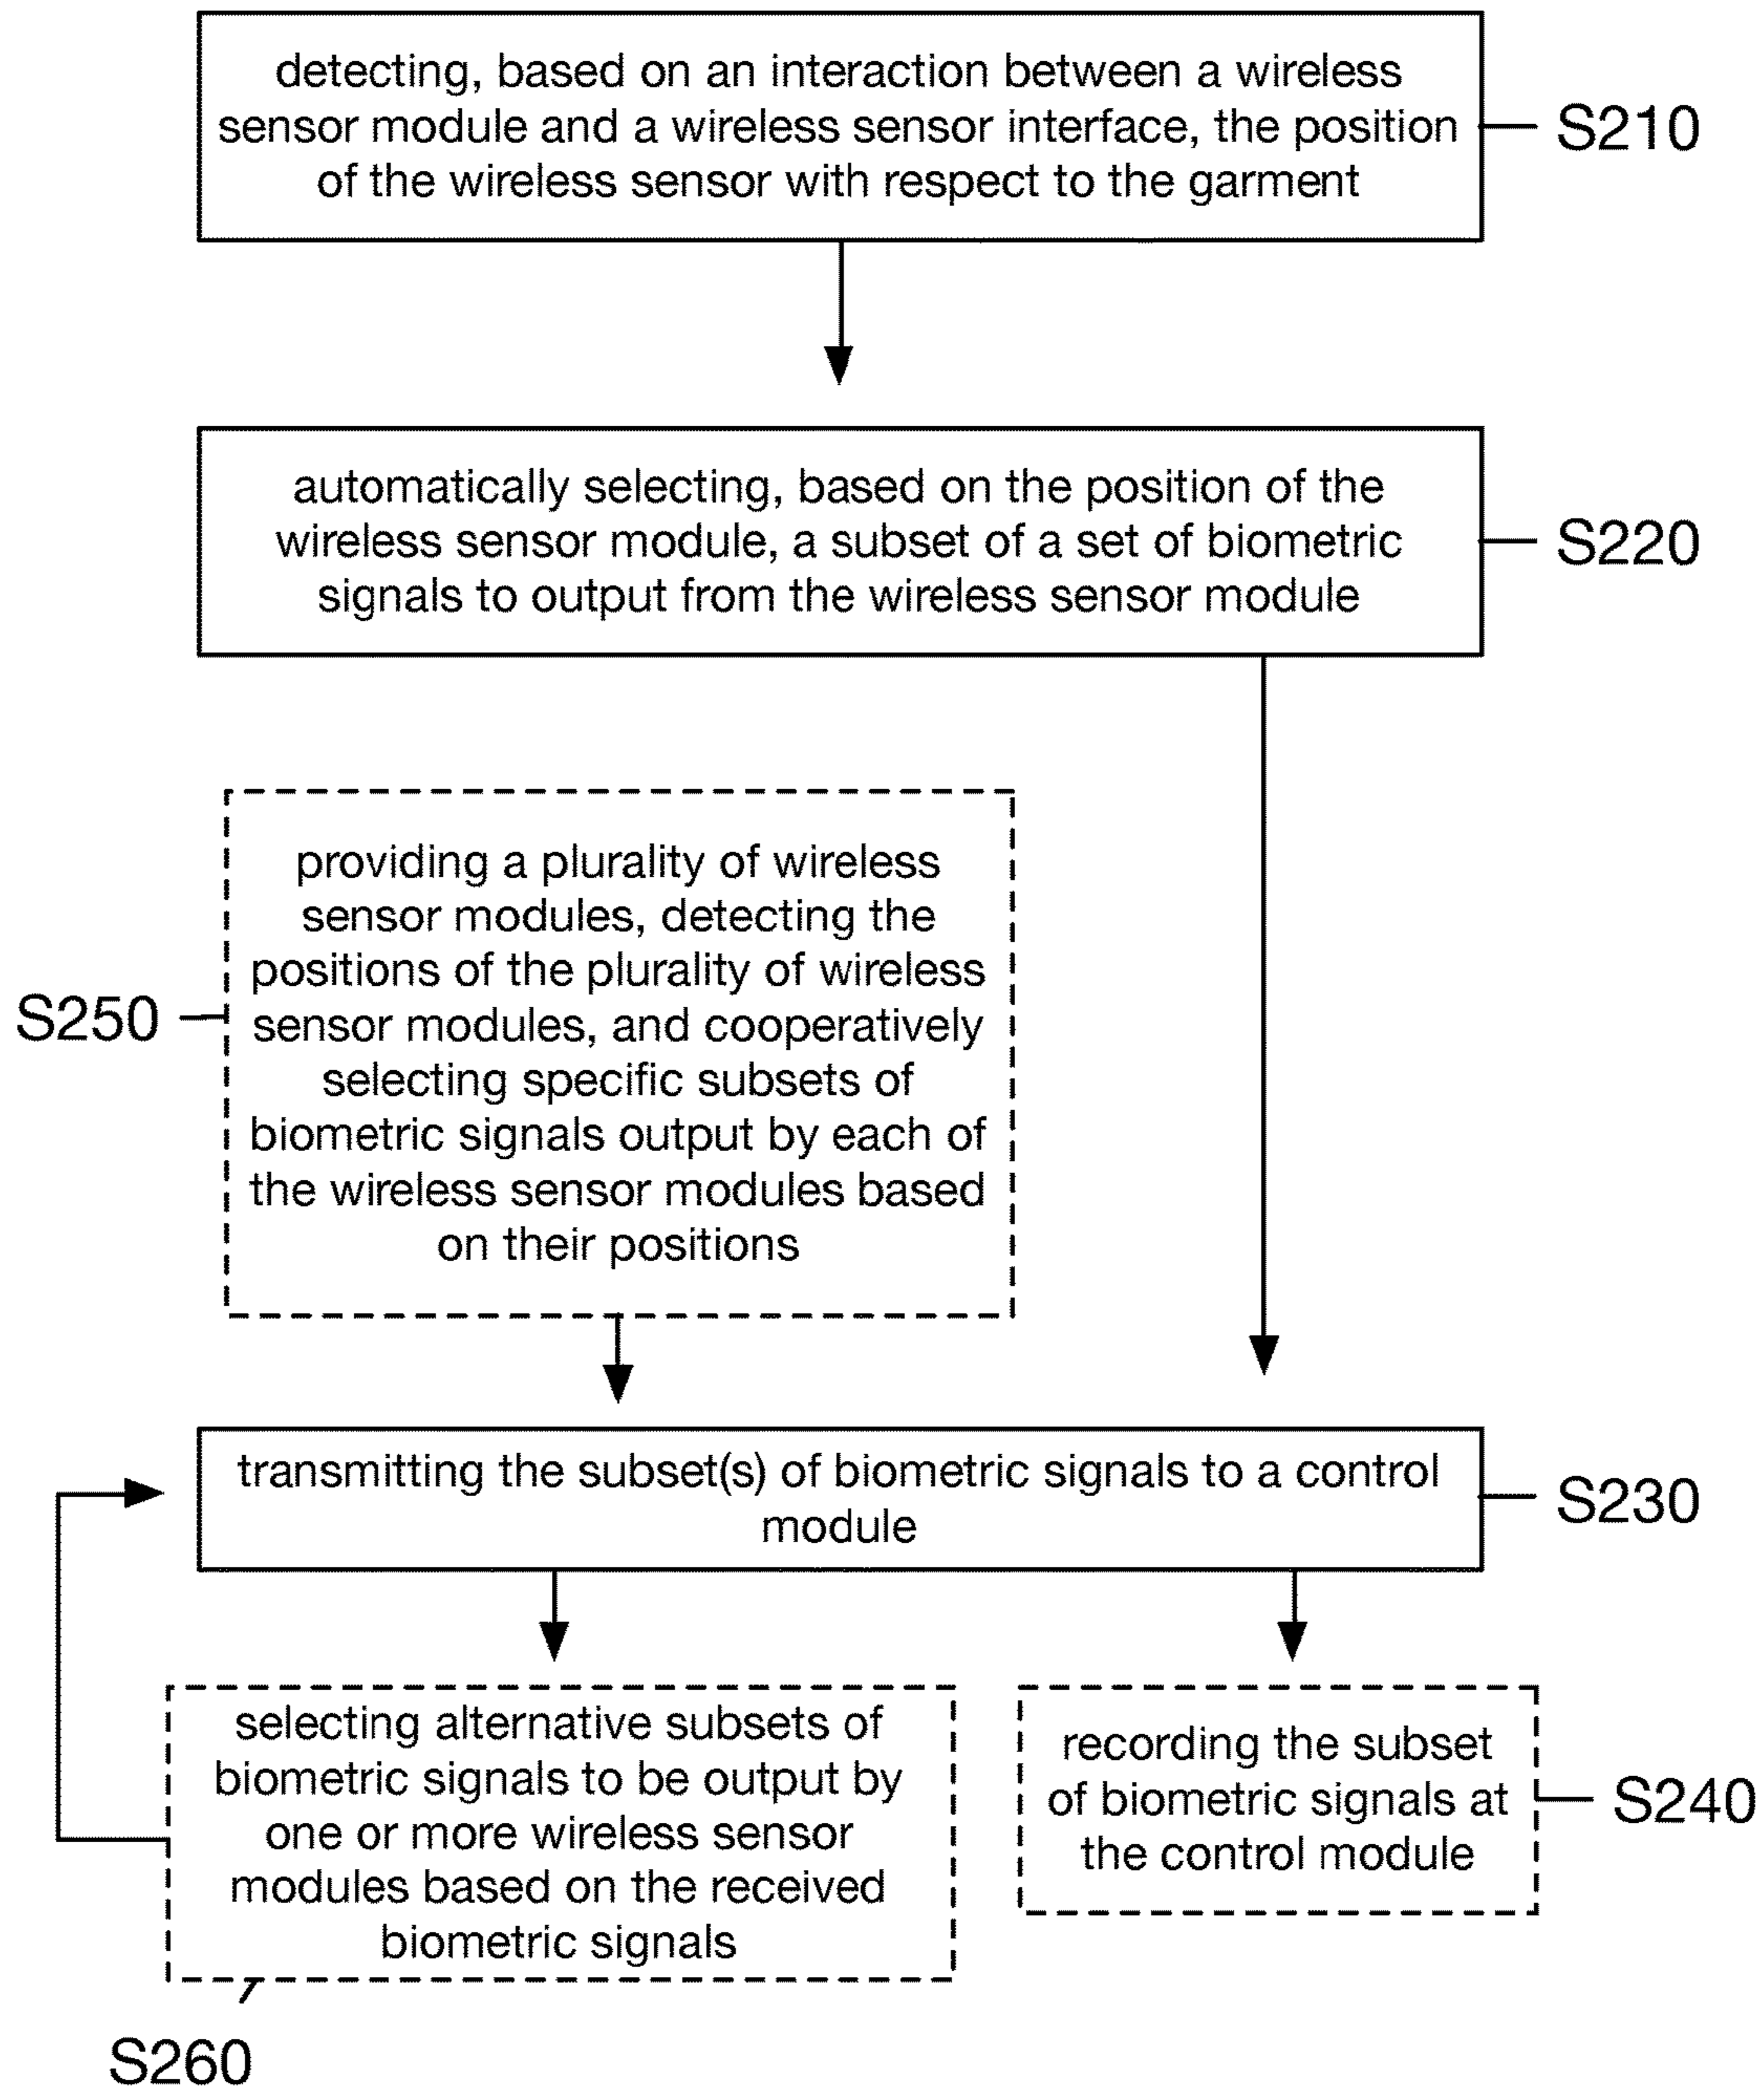 detecting, based on an interaction between a wireless
sensor module and a wireless sensor interface, the position
of the wireless sensor with respect to the garment
S210
automatically selecting, based on the position of the
wireless sensor module, a subset of a set of biometric
signals to output from the wireless sensor module
S220
providing a plurality of wireless
sensor modules, detecting the
positions of the plurality of wireless
sensor modules, and cooperatively
selecting specific subsets of
biometric signals output by each of
the wireless sensor modules based
on their positions
S250
transmitting the subset(s) of biometric signals to a control
module
S230
selecting alternative subsets of
biometric signals to be output by
one or more wireless sensor
modules based on the received
biometric signals
S260
recording the subset
of biometric signals at
the control module
S240